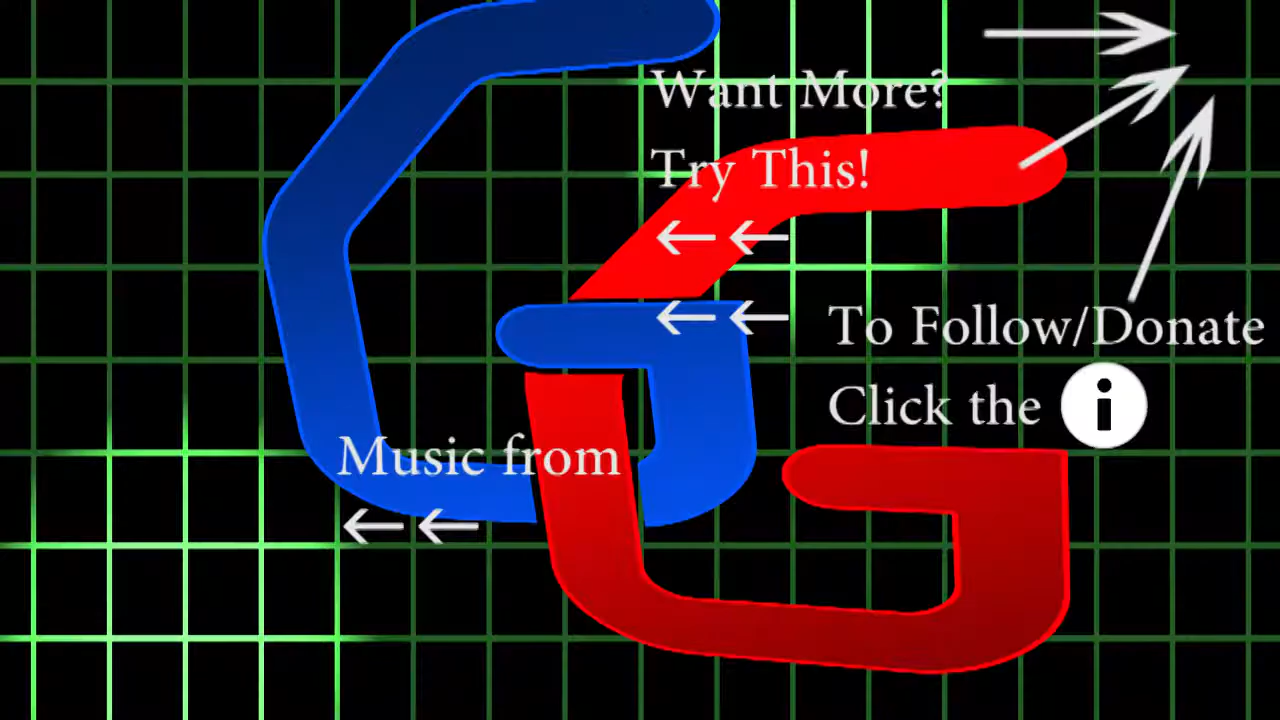 Want More?
Try This!
To Follow/Donate
Click the i
Music from